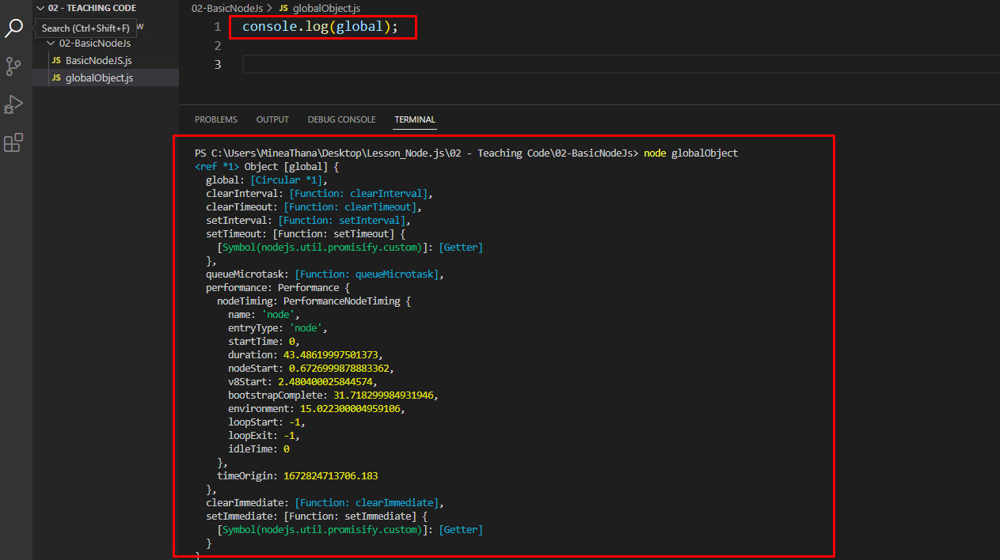 02 - TEACHING CODE
Search (Ctrl+Shift+F)
w
02-BasicNodeJs
JS BasicNodeJS.js
JS globalObject.js
02-BasicNodeJs > JS globalObject.js
1 console.log(global);
2
3
PROBLEMS OUTPUT DEBUG CONSOLE TERMINAL
PS C:\Users\MineaThana\Desktop\Lesson_Node.js\02 - Teaching Code\02-BasicNodeJs> node globalObject
<ref *1> Object [global] {
  global: [Circular *1],
  clearInterval: [Function: clearInterval],
  clearTimeout: [Function: clearTimeout],
  setInterval: [Function: setInterval],
  setTimeout: [Function: setTimeout] {
    [Symbol(nodejs.util.promisify.custom)]: [Getter]
  },
  queueMicrotask: [Function: queueMicrotask],
  performance: Performance {
    nodeTiming: PerformanceNodeTiming {
      name: 'node',
      entryType: 'node',
      startTime: 0,
      duration: 43.48619997501373,
      nodeStart: 0.6726999878883362,
      v8Start: 2.480400025844574,
      bootstrapComplete: 31.718299984931946,
      environment: 15.022300004959106,
      loopStart: -1,
      loopExit: -1,
      idleTime: 0
    },
    timeOrigin: 1672824713706.183
  },
  clearImmediate: [Function: clearImmediate],
  setImmediate: [Function: setImmediate] {
    [Symbol(nodejs.util.promisify.custom)]: [Getter]
  }
}